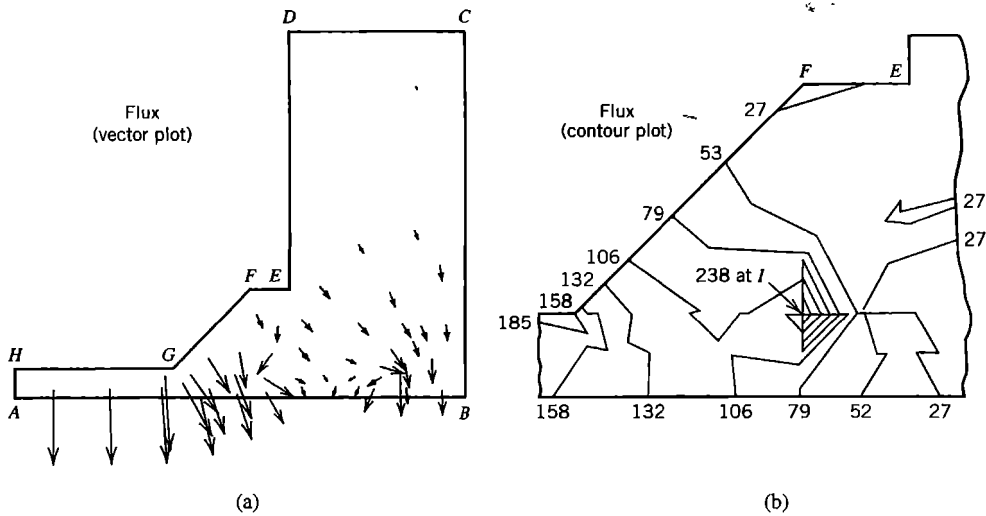 D
C
Flux
(vector plot)
F
E
H
G
A
B
(a)
F
E
Flux
(contour plot)
27
53
79
27
27
106
238 at I
132
158
185
158
132
106
79
52
27
(b)